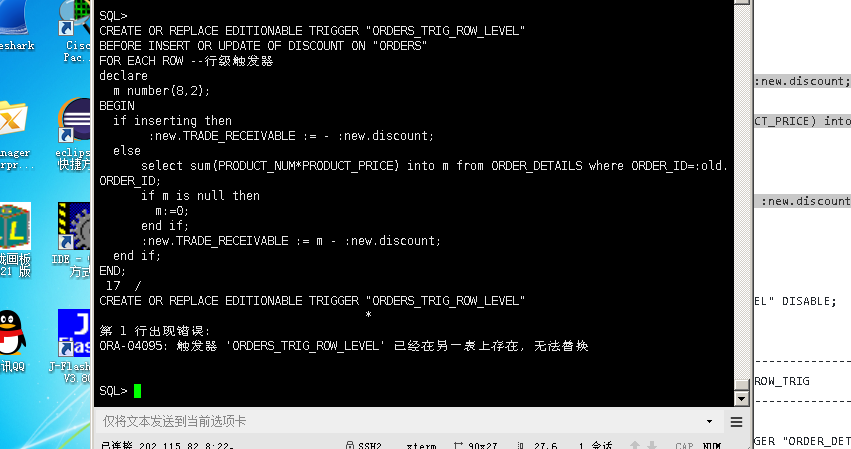 SQL>
CREATE OR REPLACE EDITIONABLE TRIGGER "ORDERS_TRIG_ROW_LEVEL"
BEFORE INSERT OR UPDATE OF DISCOUNT ON "ORDERS"
FOR EACH ROW --行级触发器
declare
m number(8,2);
BEGIN
if inserting then
:new.TRADE_RECEIVABLE := - :new.discount;
else
select sum(PRODUCT_NUM*PRODUCT_PRICE) into m from ORDER_DETAILS where ORDER_ID=:old.
ORDER_ID;
if m is null then
m:=0;
end if;
:new.TRADE_RECEIVABLE := m - :new.discount;
end if;
END;
17 /
CREATE OR REPLACE EDITIONABLE TRIGGER "ORDERS_TRIG_ROW_LEVEL"
*
第 1 行出现错误:
ORA-04095: 触发器 'ORDERS_TRIG_ROW_LEVEL' 已经在另一表上存在, 无法替换
SQL>
仅将文本发送到当前选项卡
已连接 202.115.82.8:22。
SSH2
xterm
90x27
27,6
1 会话
CAP
NUM
eshark
Cisc
Pac..
anager
erpr...
eclips
快捷方
21 版
IDE -
方式
讯QQ
J-Flash
V3.80
:new.discount;
CT_PRICE) into
:new.discount
EL" DISABLE;
ROW_TRIG
GER "ORDER_DET